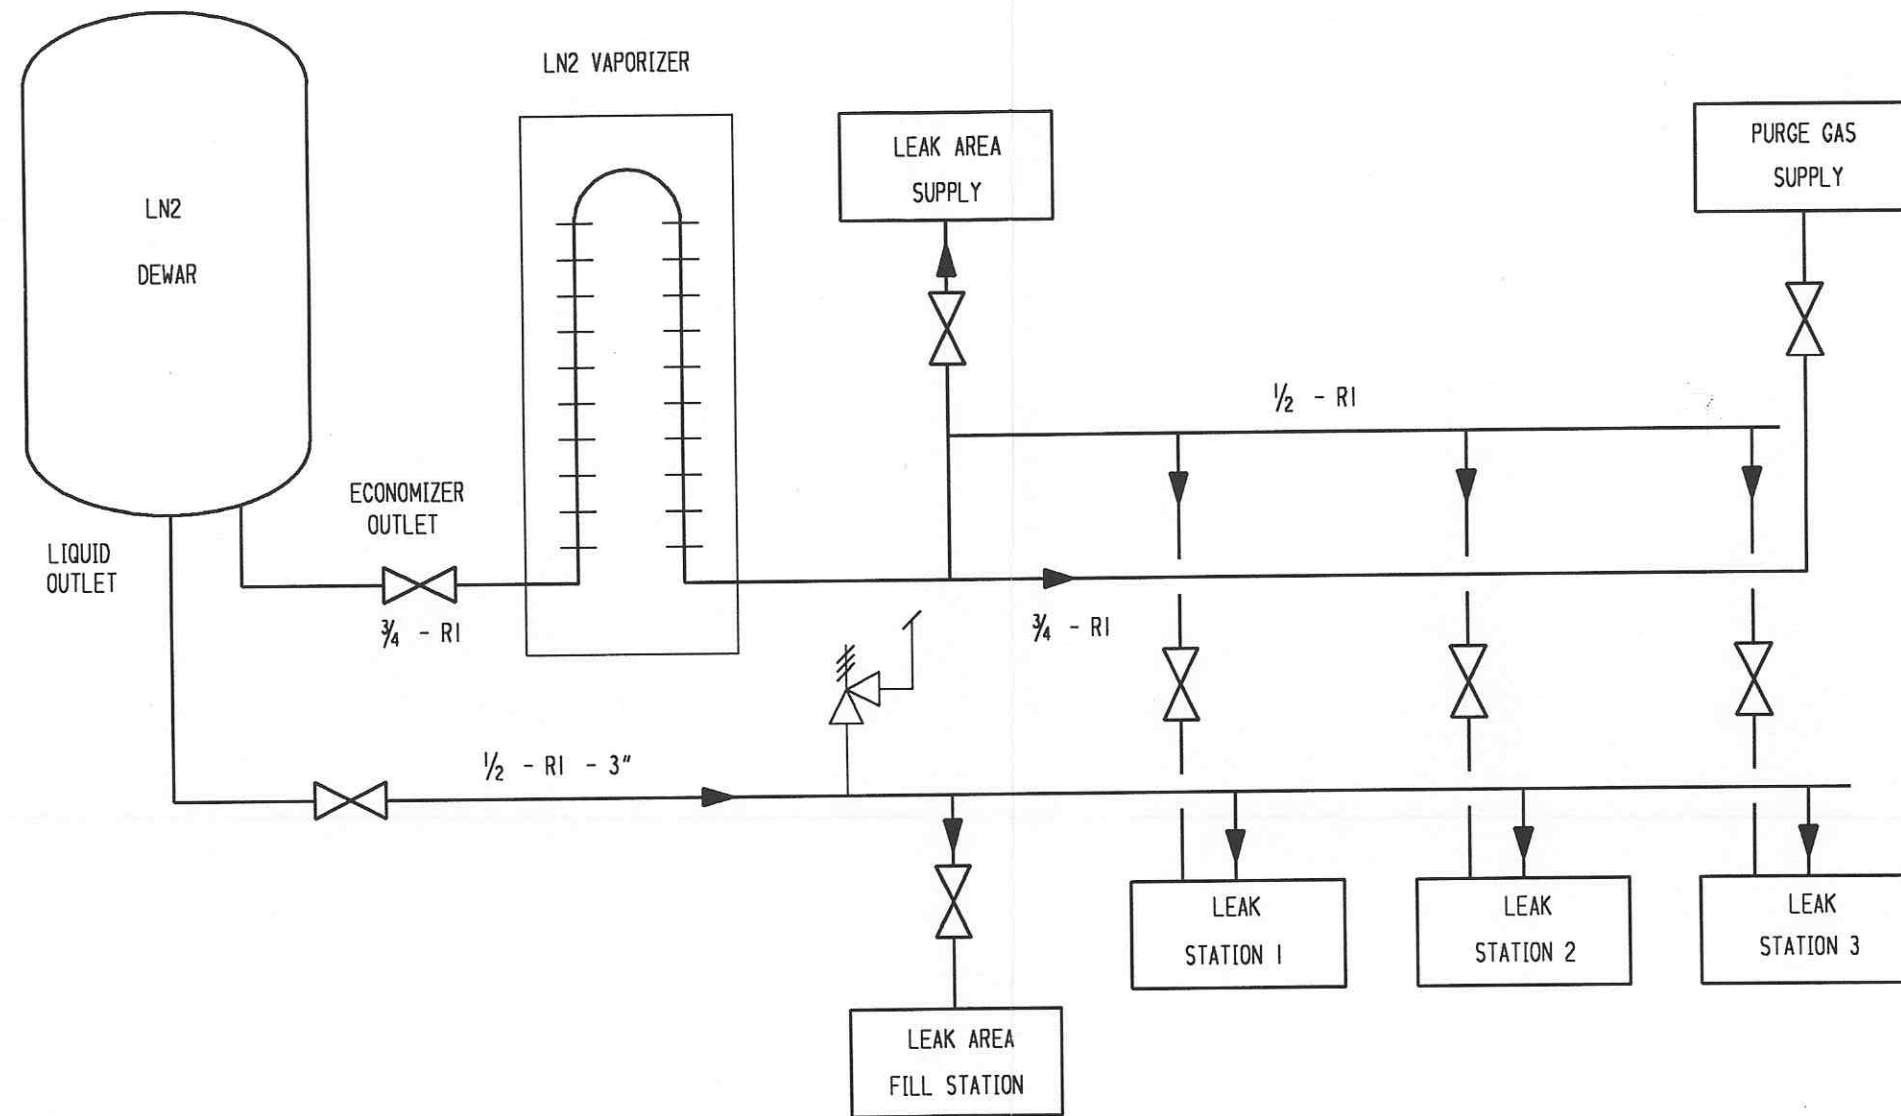 LN2 VAPORIZER
LN2
DEWAR
LEAK AREA
SUPPLY
PURGE GAS
SUPPLY
½ - RI
ECONOMIZER
OUTLET
LIQUID
OUTLET
¾ - RI
¾ - RI
½ - RI - 3"
LEAK
STATION 1
LEAK
STATION 2
LEAK
STATION 3
LEAK AREA
FILL STATION